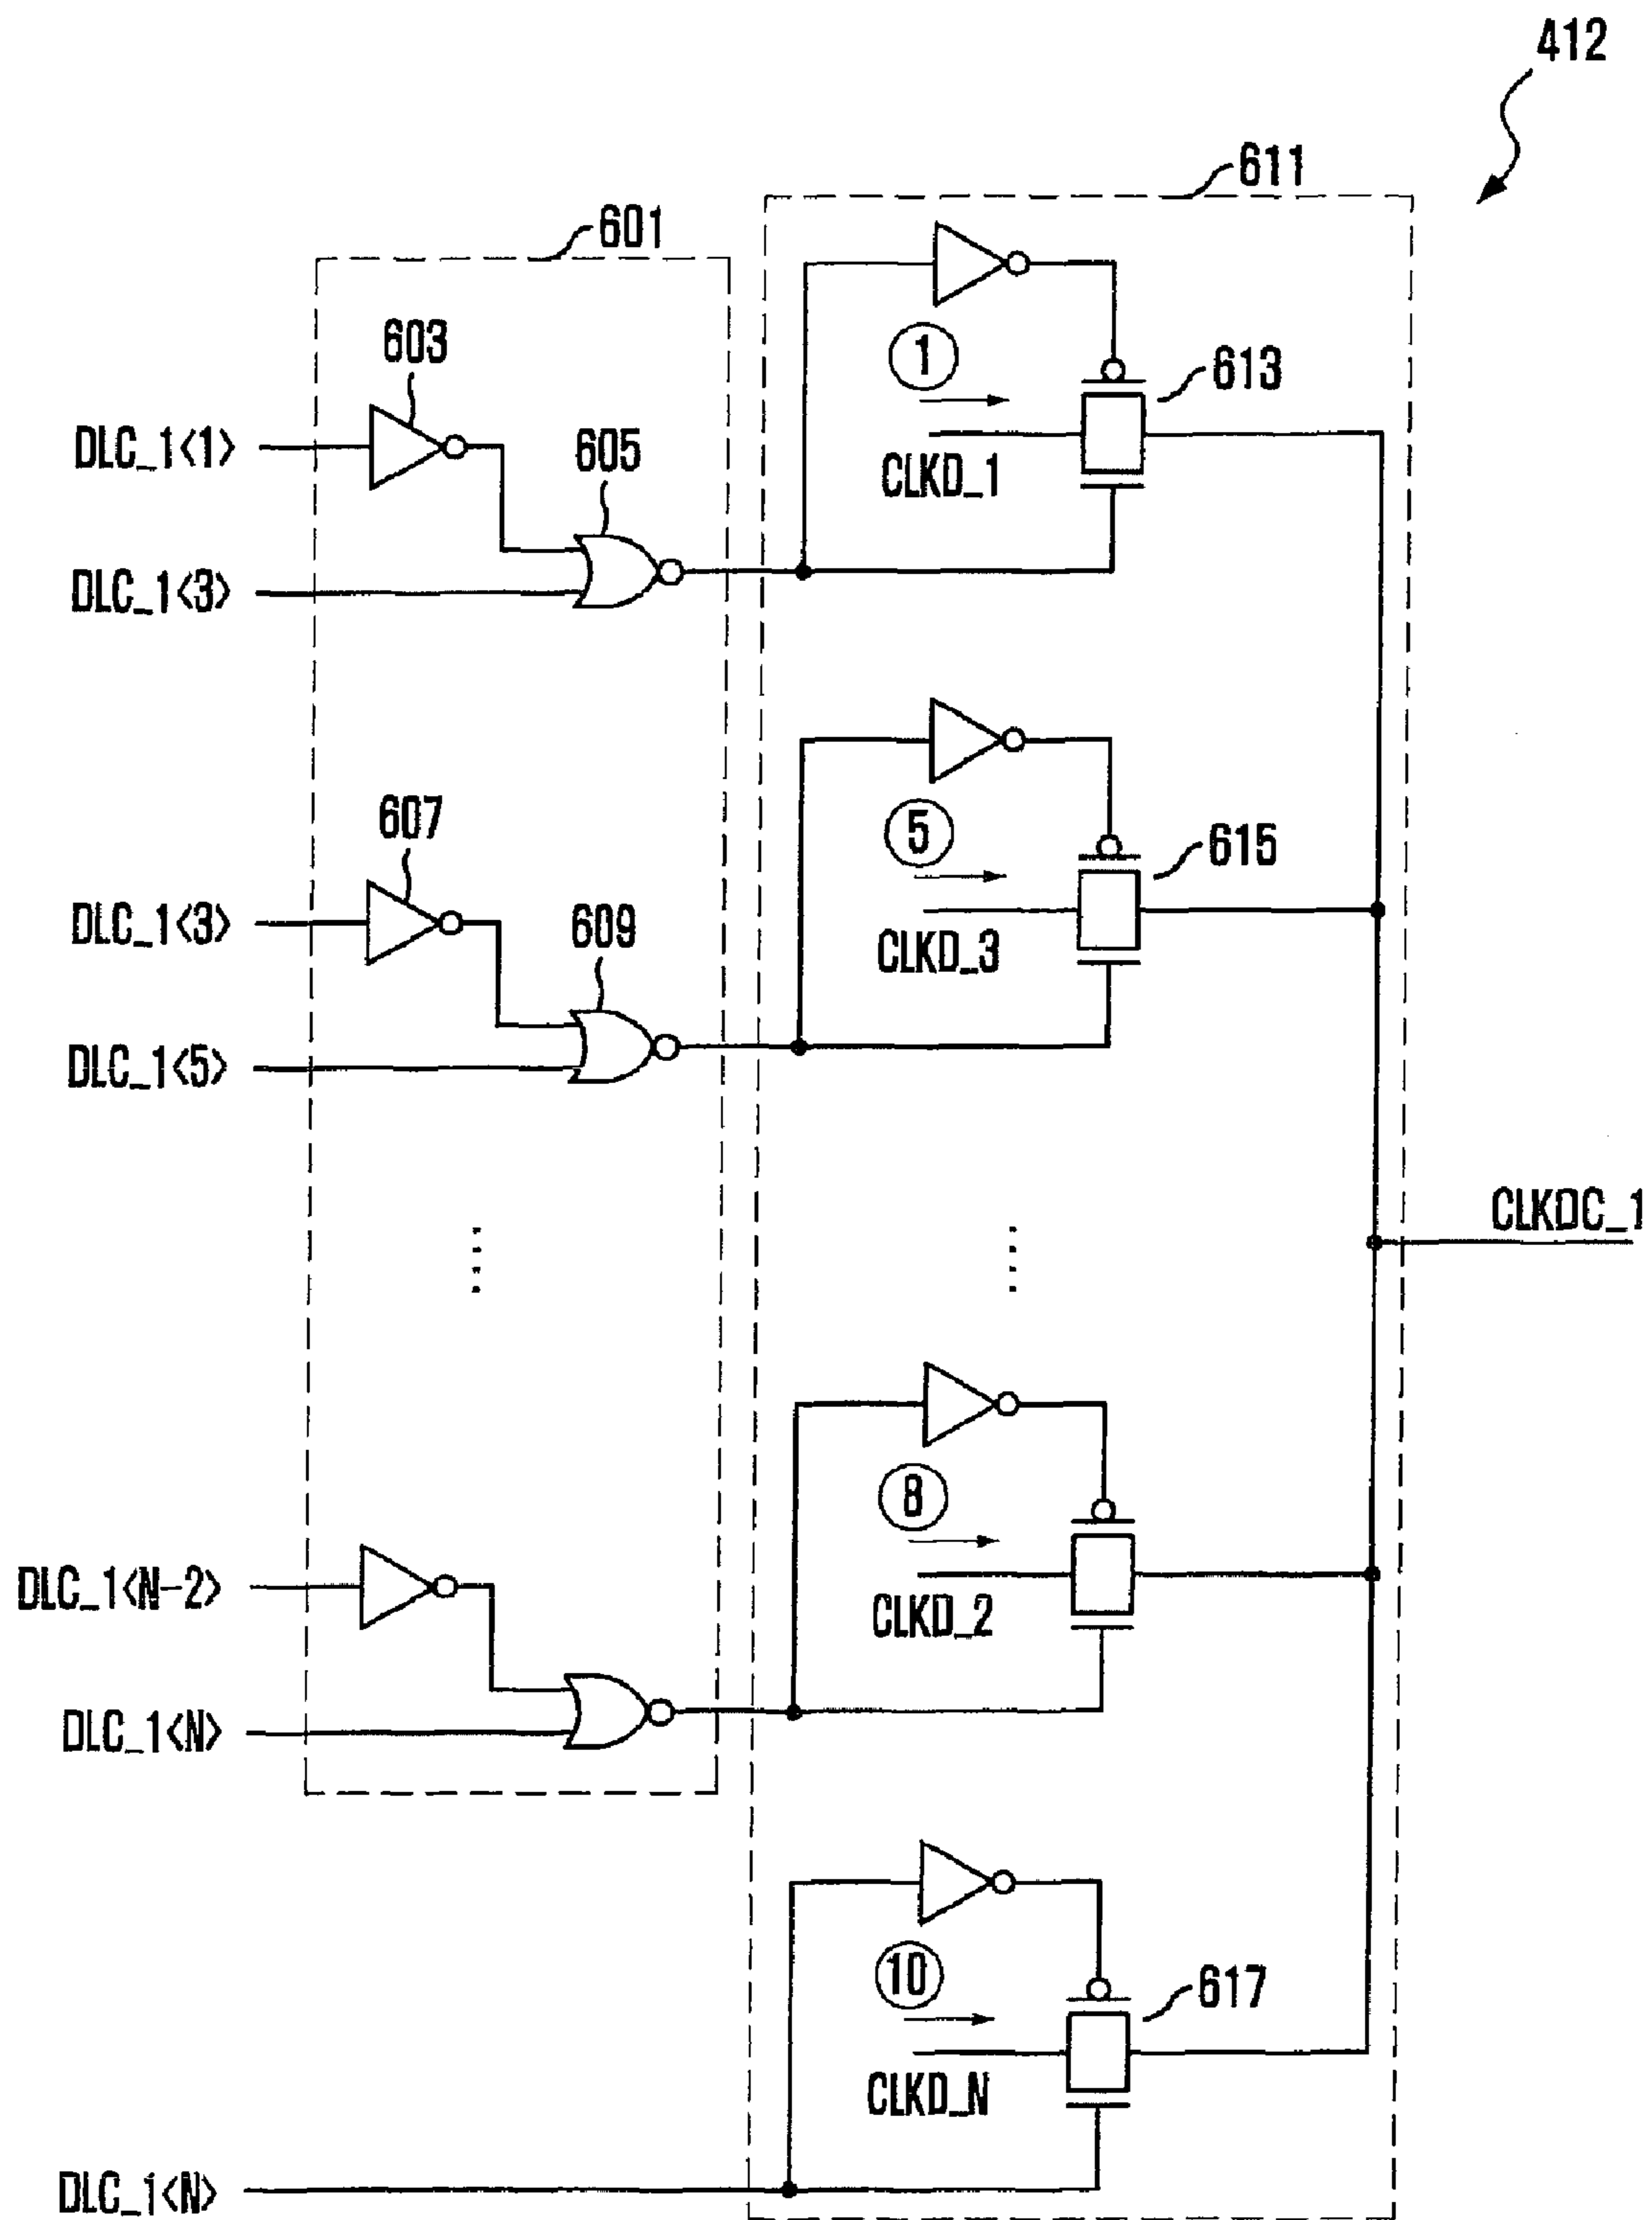 412
611
601
603
①
613
DLC_1<1>
605
CLKD_1
DLC_1<3>
607
⑤
615
DLC_1<3>
609
CLKD_3
DLC_1<5>
CLKDC_1
⑧
DLC_1<N-2>
CLKD_2
DLC_1<N>
⑩
617
CLKD_N
DLC_1<N>